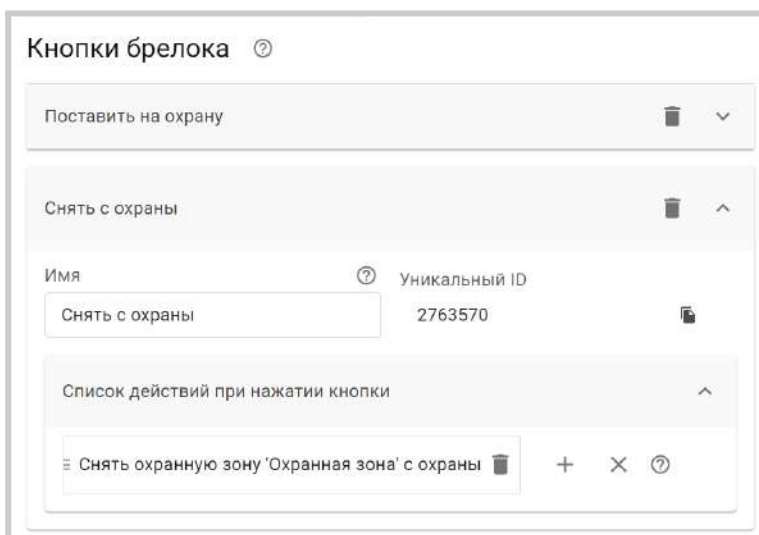 Кнопки брелока
Поставить на охрану
Снять с охраны
Имя
Уникальный ID
Снять с охраны
2763570
Список действий при нажатии кнопки
Снять охранную зону 'Охранная зона' с охраны